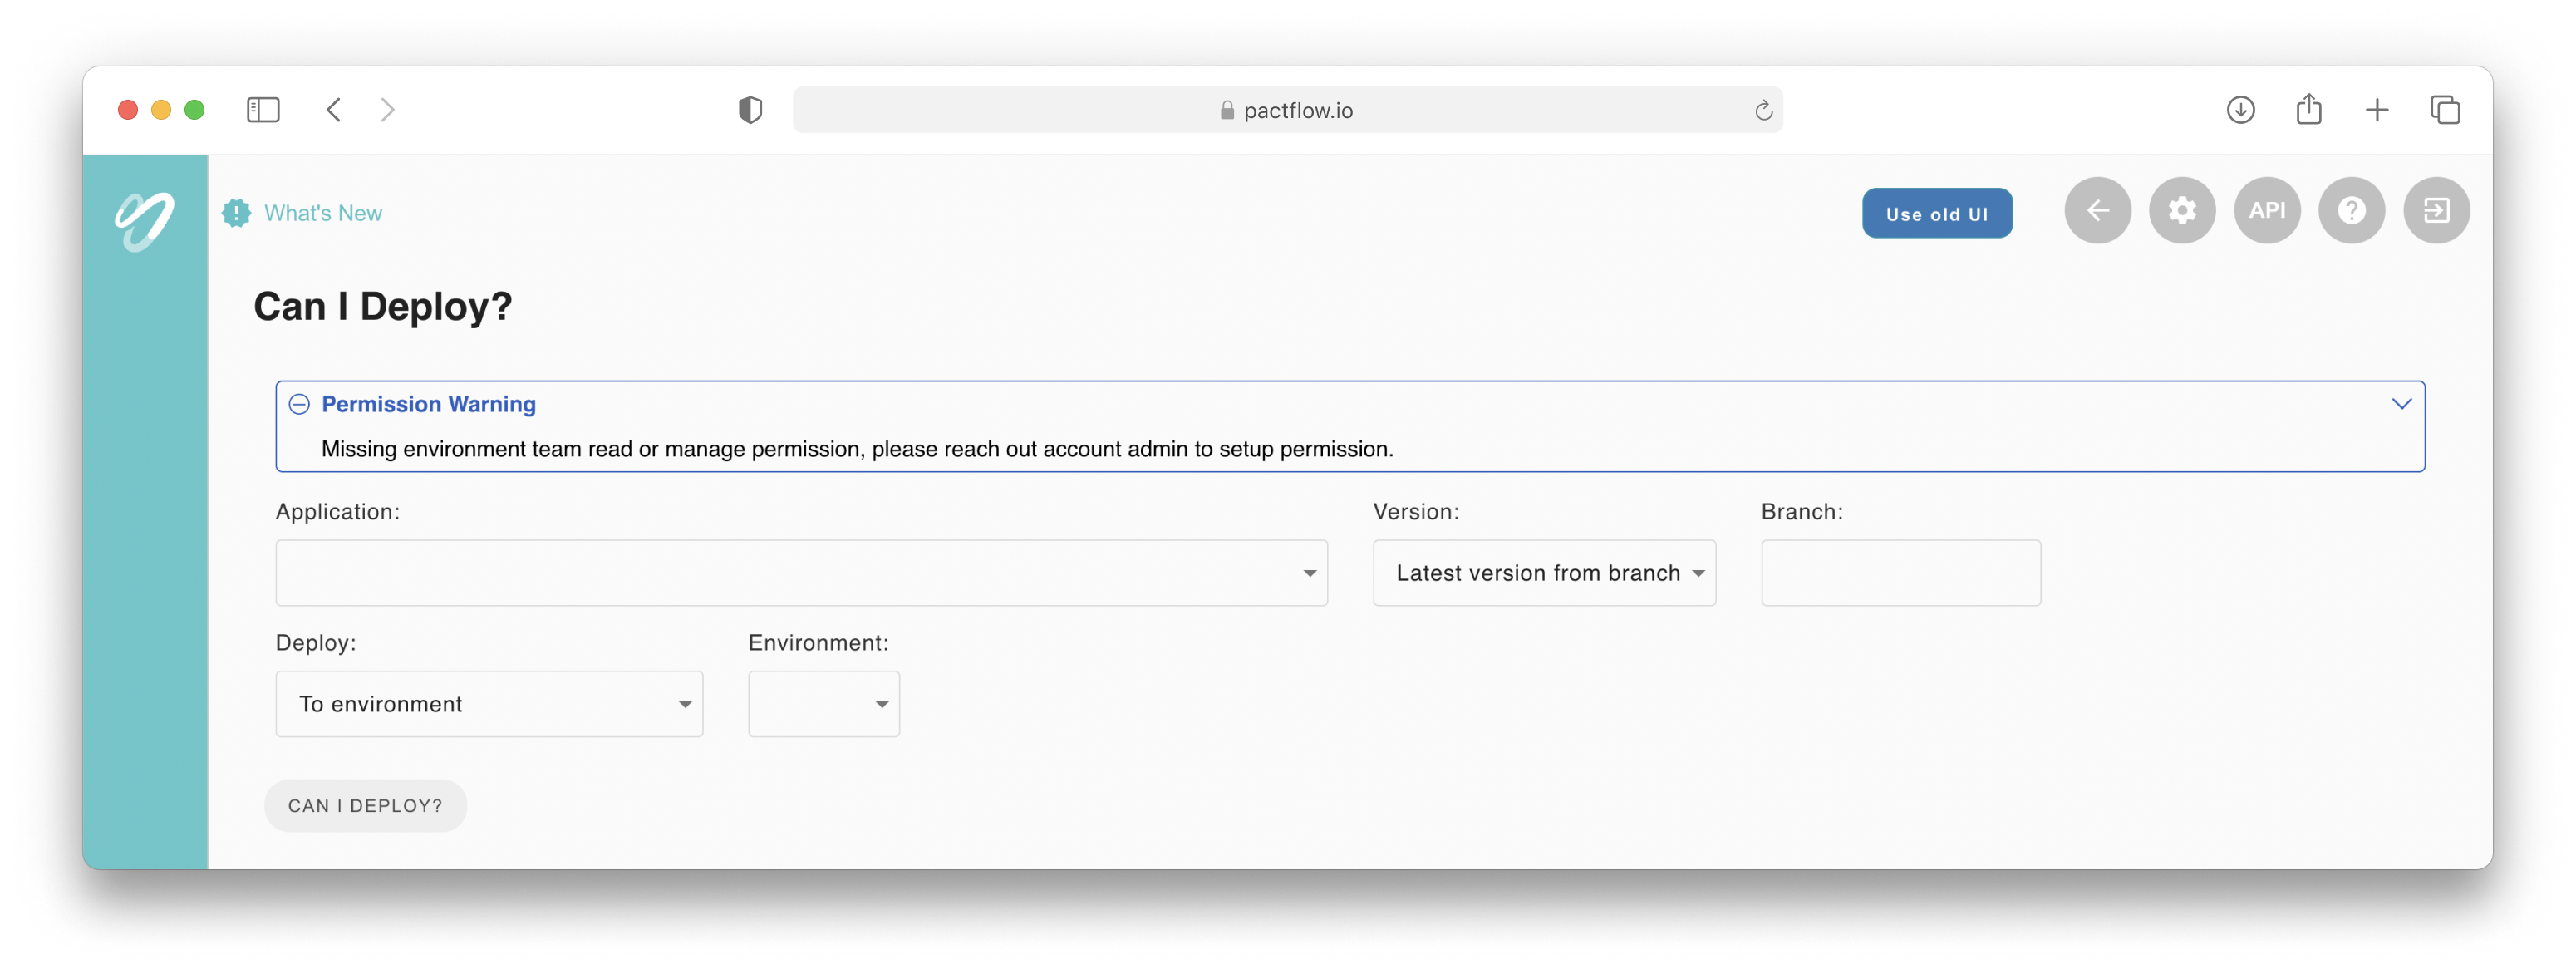 pactflow.io
What's New
Use old UI
API
Can I Deploy?
Permission Warning
Missing environment team read or manage permission, please reach out account admin to setup permission.
Application:
Version:
Branch:
Latest version from branch
Deploy:
Environment:
To environment
CAN I DEPLOY?